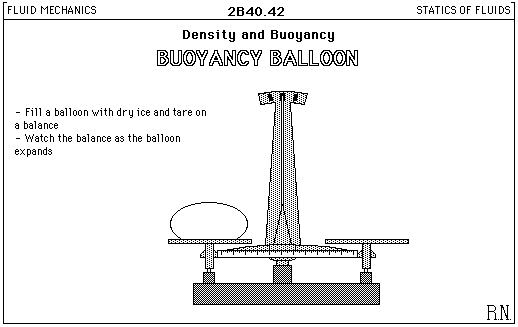 FLUID MECHANICS 2B40.42 STATICS OF FLUIDS
Density and Buoyancy
BUOYANCY BALLOON
- Fill a balloon with dry ice and tare on
a balance
- Watch the balance as the balloon
expands
R.N.